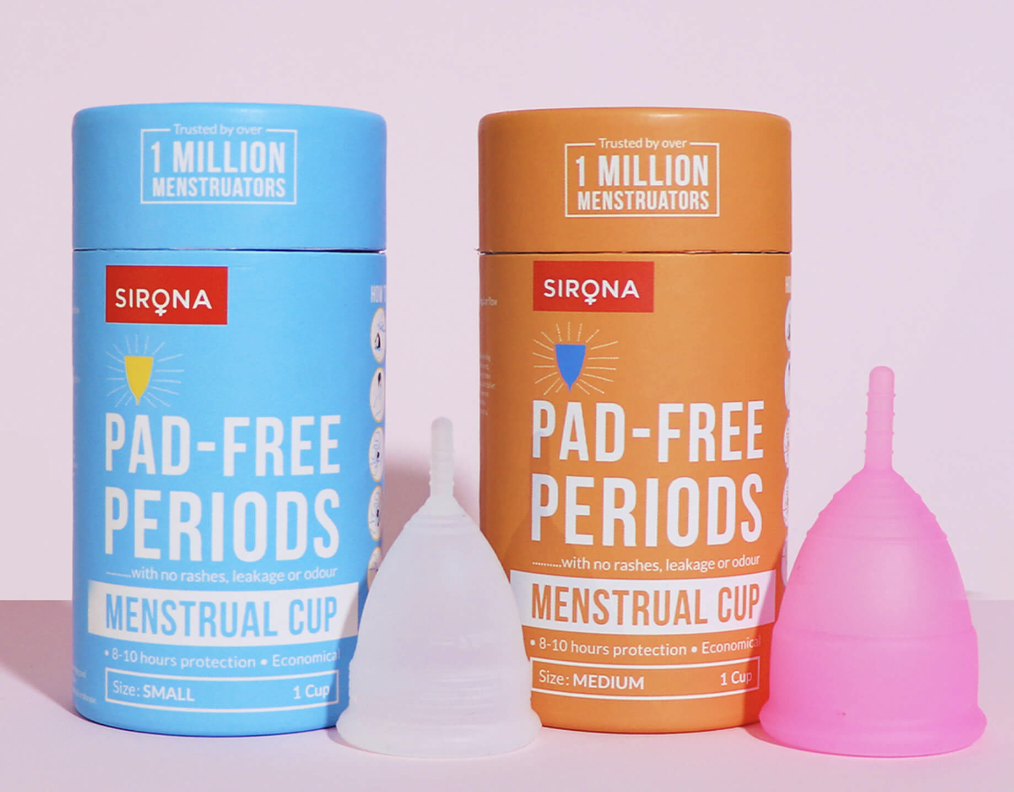 Trusted by over
1 MILLION
MENSTRUATORS
SIRONA
PAD-FREE
PERIODS
..........with no rashes, leakage or odour
MENSTRUAL CUP
• 8-10 hours protection • Economical
Size: SMALL 1 Cup
Trusted by over
1 MILLION
MENSTRUATORS
SIRONA
PAD-FREE
PERIODS
..........with no rashes, leakage or odour
MENSTRUAL CUP
• 8-10 hours protection • Economical
Size: MEDIUM 1 Cup